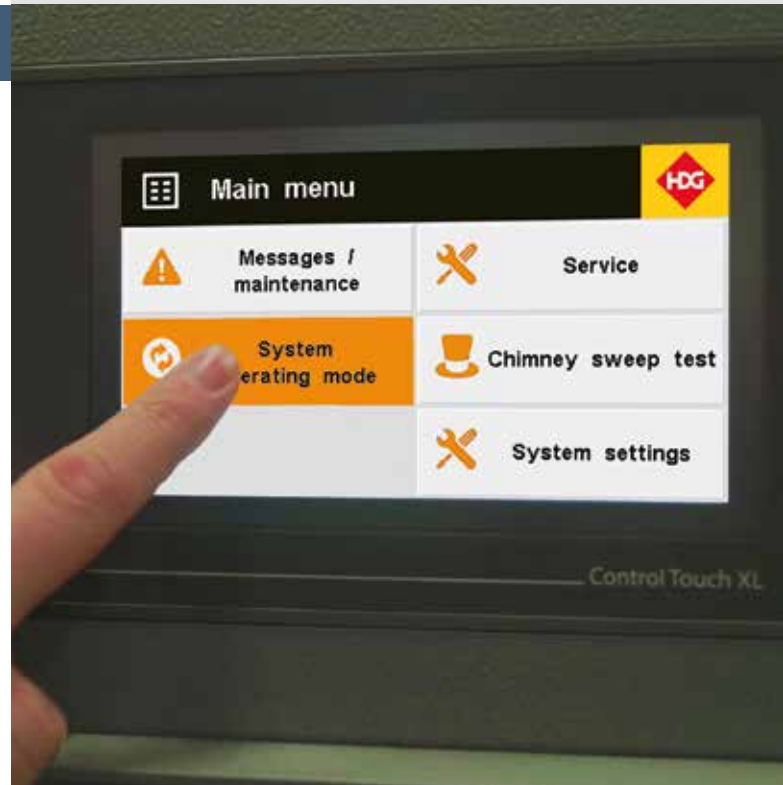 Main menu
HDG
Messages /
maintenance
Service
System
erating mode
Chimney sweep test
System settings
Control Touch XL